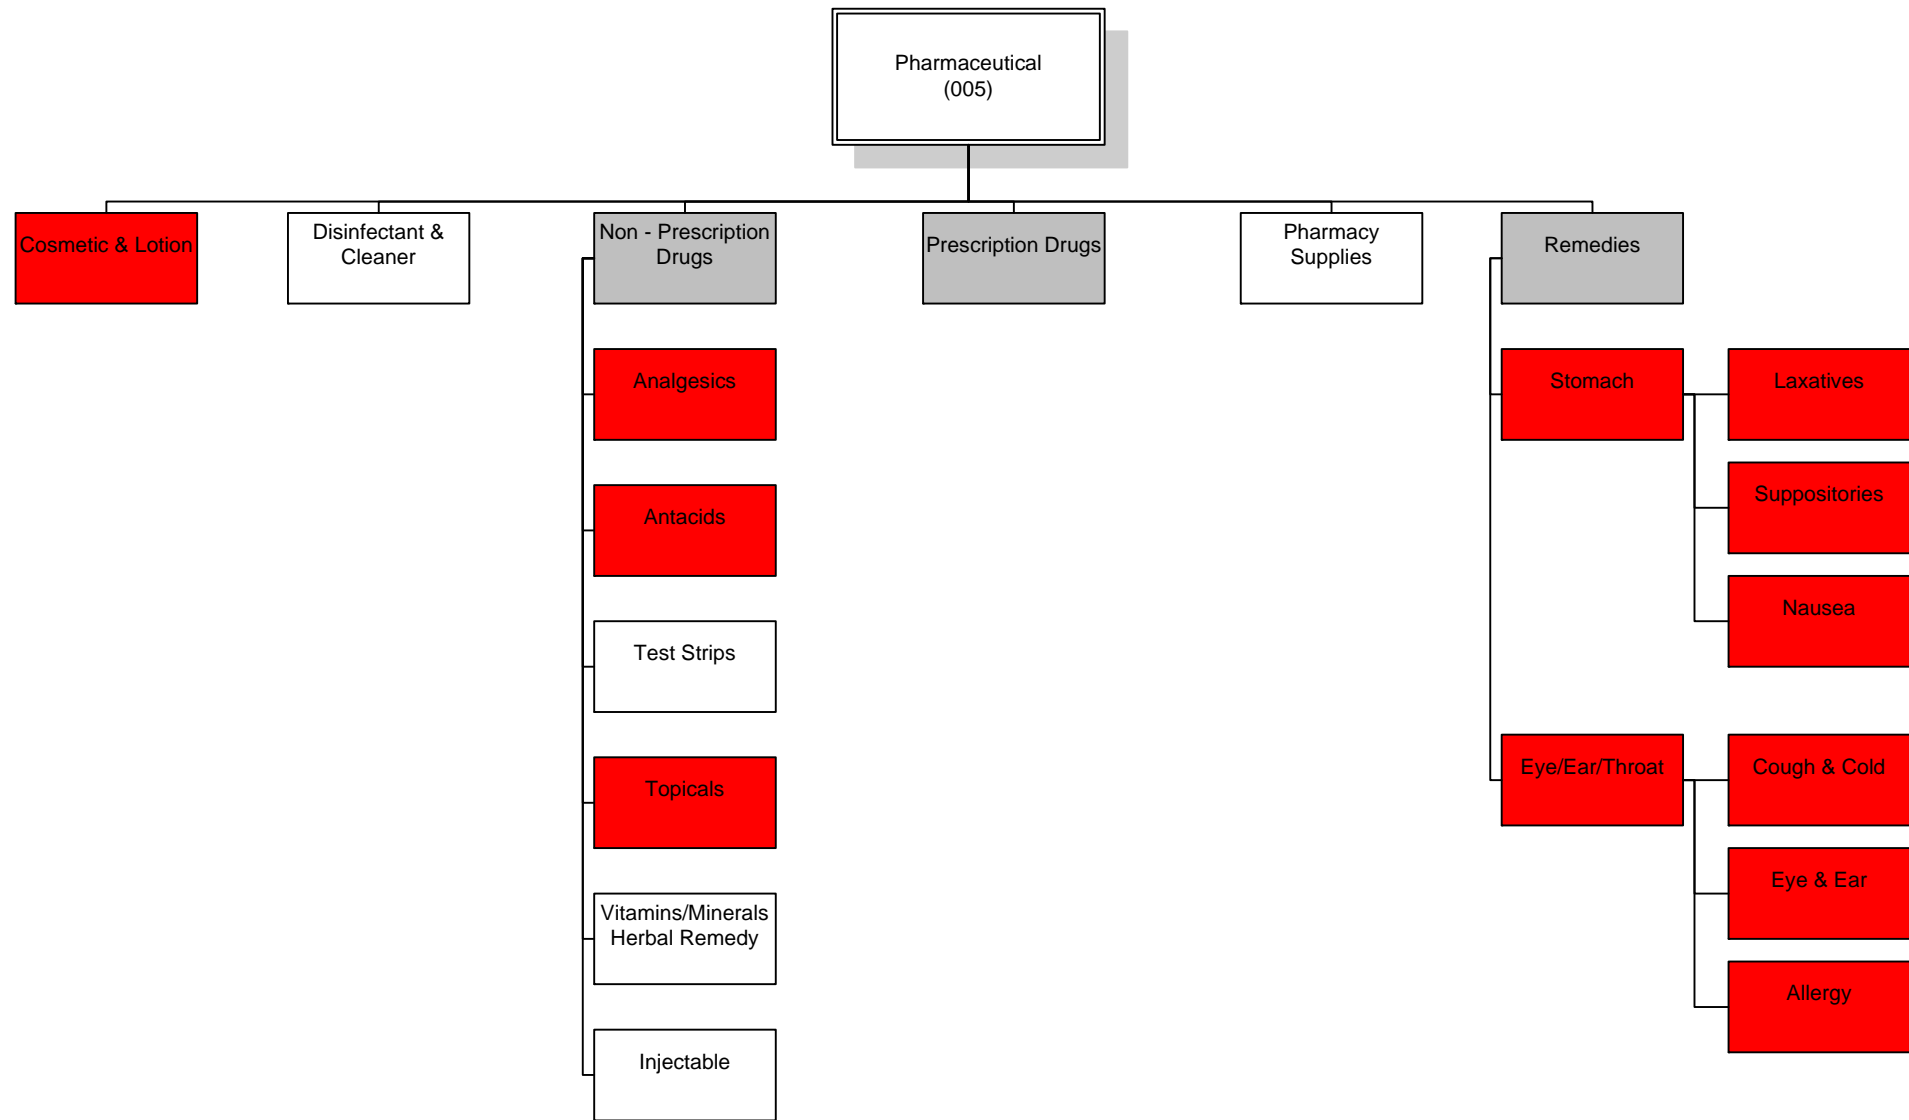 Pharmaceutical
(005)
Cosmetic & Lotion
Disinfectant &
Cleaner
Non - Prescription
Drugs
Prescription Drugs
Pharmacy
Supplies
Remedies
Analgesics
Stomach
Laxatives
Antacids
Suppositories
Nausea
Test Strips
Topicals
Eye/Ear/Throat
Cough & Cold
Eye & Ear
Vitamins/Minerals
Herbal Remedy
Allergy
Injectable